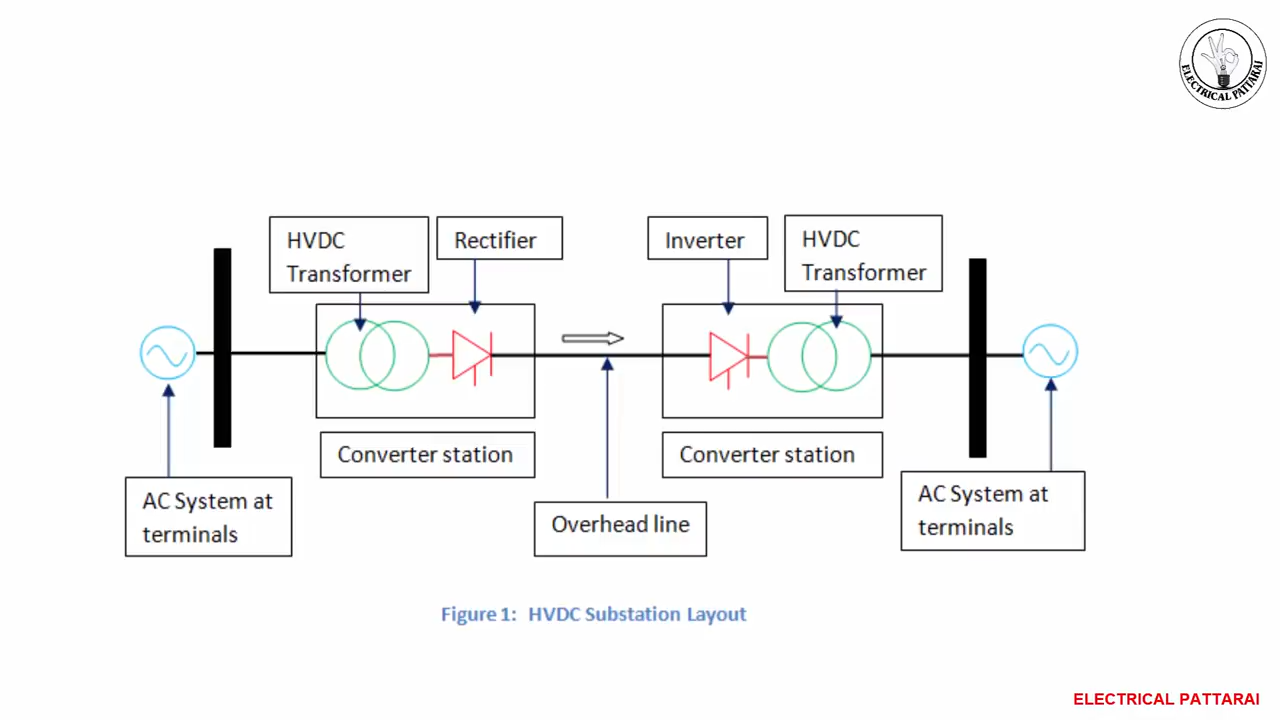 ELECTRICAL PATTARAI
HVDC
Transformer
Rectifier
Inverter
HVDC
Transformer
Converter station
Converter station
AC System at
terminals
Overhead line
AC System at
terminals
Figure 1: HVDC Substation Layout
ELECTRICAL PATTARAI